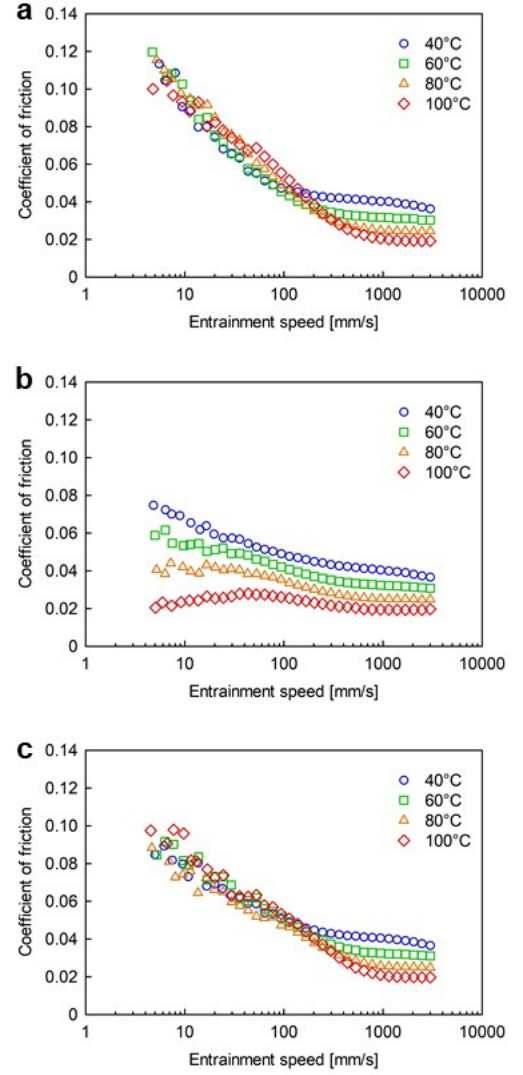 a
0.14
0.12
0.10
0.08
0.06
0.04
0.02
0
Coefficient of friction
40°C
60°C
80°C
100°C
1 10 100 1000 10000
Entrainment speed [mm/s]
b
0.14
0.12
0.10
0.08
0.06
0.04
0.02
0
Coefficient of friction
40°C
60°C
80°C
100°C
1 10 100 1000 10000
Entrainment speed [mm/s]
c
0.14
0.12
0.10
0.08
0.06
0.04
0.02
0
Coefficient of friction
40°C
60°C
80°C
100°C
1 10 100 1000 10000
Entrainment speed [mm/s]